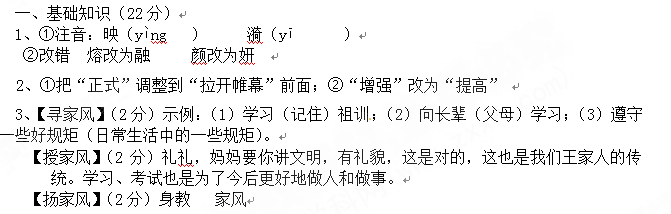 一、基础知识（22分）
1、①注音：映（yìng　）　　漪（yī　　）
②改错　熔改为融　　颜改为妍
2、①把“正式”调整到“拉开帷幕”前面；②“增强”改为“提高”
3、【寻家风】（2分）示例：（1）学习（记住）祖训；（2）向长辈（父母）学习；（3）遵守
一些好规矩（日常生活中的一些规矩）。
【授家风】（2分）礼礼，妈妈要你讲文明，有礼貌，这是对的，这也是我们王家人的传
统。学习、考试也是为了今后更好地做人和做事。
【扬家风】（2分）身教　家风